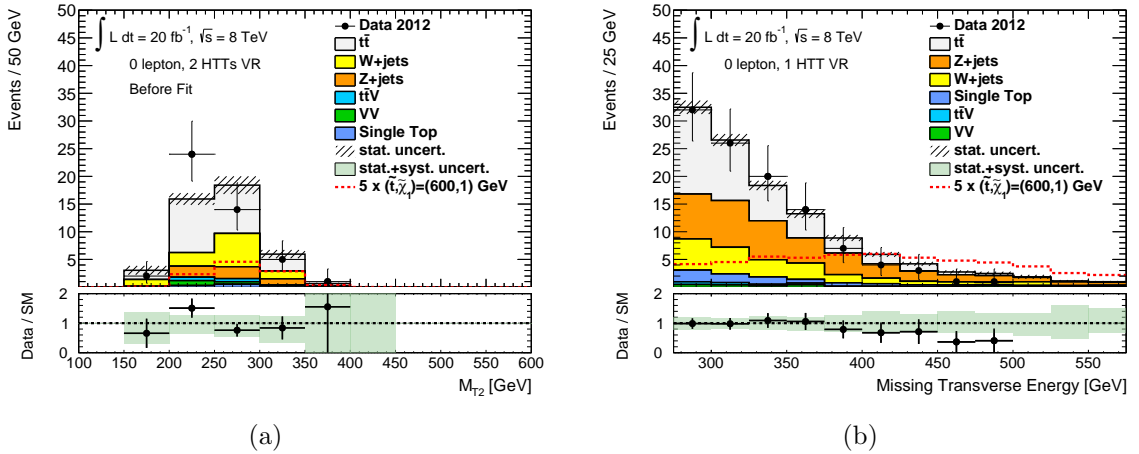 Events / 50 GeV
50
45
40
35
30
25
20
15
10
5
∫ L dt = 20 fb⁻¹, √s = 8 TeV
0 lepton, 2 HTTs VR
Before Fit
Data 2012
tt̄
W+jets
Z+jets
tt̄V
VV
Single Top
stat. uncert.
stat.+syst. uncert.
5 x (t̃,χ̃₁)=(600,1) GeV
Data / SM
2
1
0
50 100 150 200 250 300 350 400 450 500 550 600
M_T2 [GeV]
(a)
Events / 25 GeV
50
45
40
35
30
25
20
15
10
5
∫ L dt = 20 fb⁻¹, √s = 8 TeV
0 lepton, 1 HTT VR
Data 2012
tt̄
Z+jets
W+jets
Single Top
tt̄V
VV
stat. uncert.
stat.+syst. uncert.
5 x (t̃,χ̃₁)=(600,1) GeV
Data / SM
2
1
0
300 350 400 450 500 550
Missing Transverse Energy [GeV]
(b)